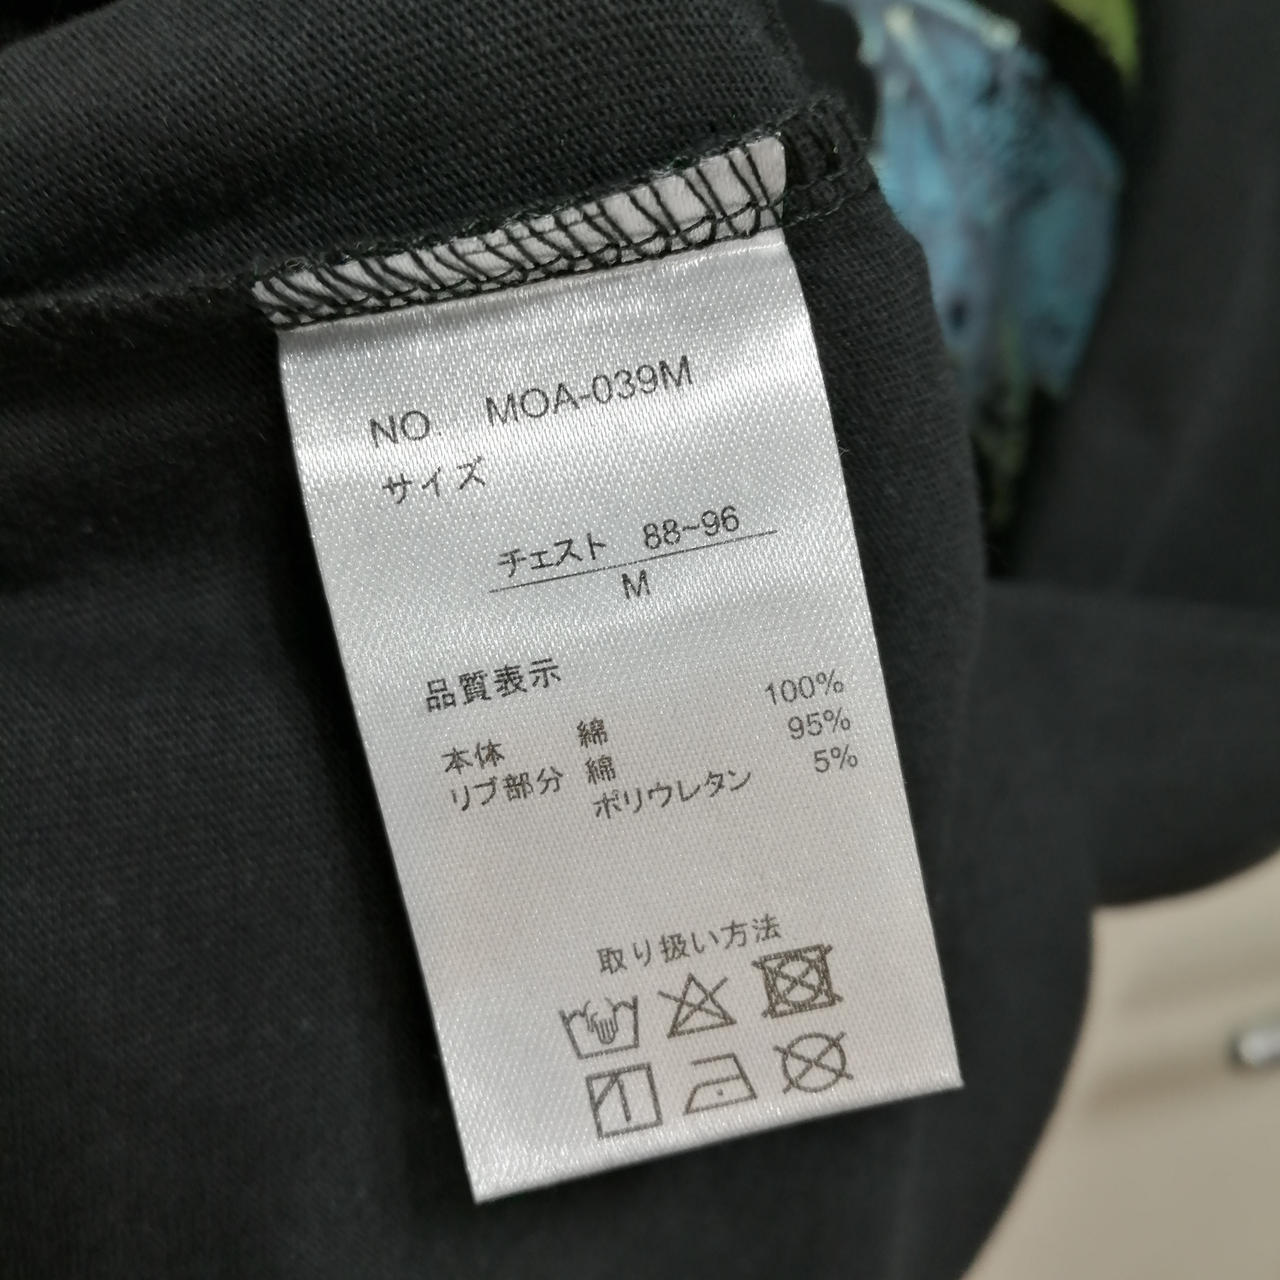 NO. MOA-039M
サイズ
チェスト 88~96
M
品質表示
本体 綿 100%
リブ部分 綿 95%
ポリウレタン 5%
取り扱い方法